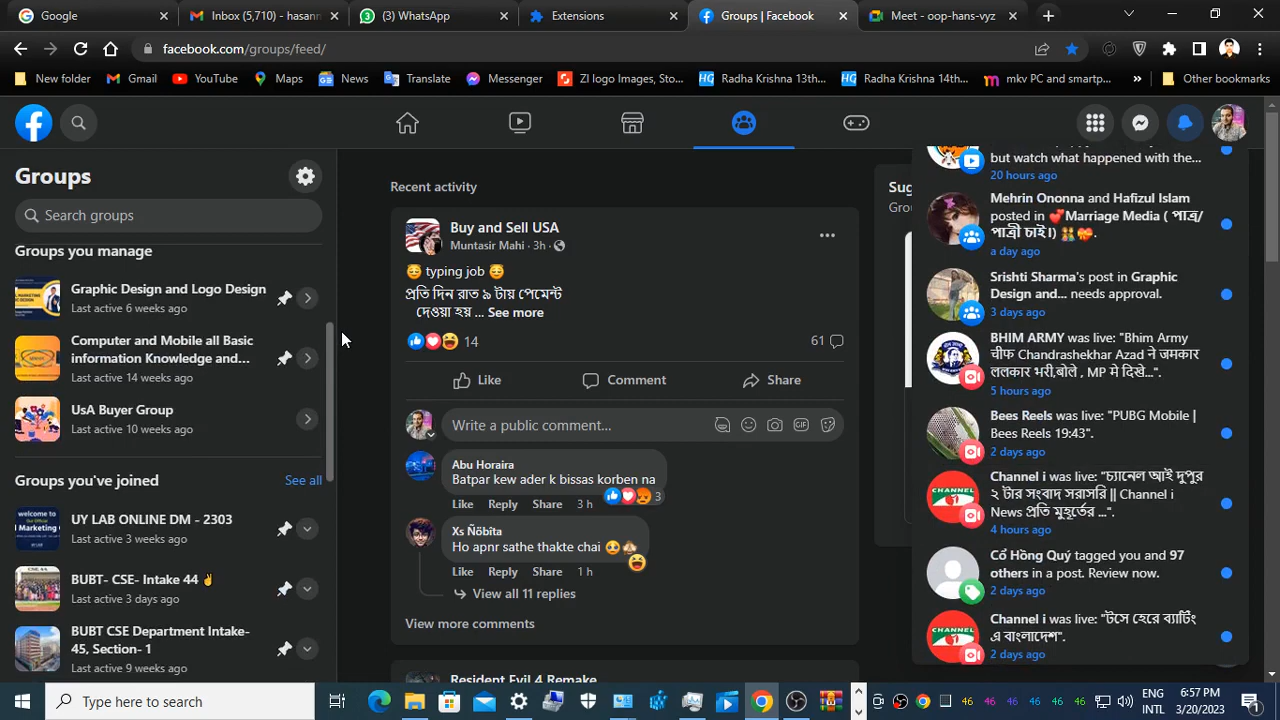 Google
Inbox (5,710) - hasanm
(3) WhatsApp
Extensions
Groups | Facebook
Meet - oop-hans-vyz
facebook.com/groups/feed/
New folder
Gmail
YouTube
Maps
News
Translate
Messenger
ZI logo Images, Sto...
Radha Krishna 13th...
Radha Krishna 14th...
mkv PC and smartp...
Other bookmarks
Groups
Search groups
Groups you manage
Graphic Design and Logo Design
Last active 6 weeks ago
Computer and Mobile all Basic
information Knowledge and...
Last active 14 weeks ago
UsA Buyer Group
Last active 10 weeks ago
Groups you've joined
See all
UY LAB ONLINE DM - 2303
Last active 3 weeks ago
BUBT- CSE- Intake 44✌
Last active 3 days ago
BUBT CSE Department Intake-
45, Section- 1
Last active 9 weeks ago
Recent activity
Buy and Sell USA
Muntasir Mahi · 3h ·
😌 typing job 😌
প্রতি দিন রাত ৯ টায় পেমেন্ট
দেওয়া হয় ... See more
14
61
Like
Comment
Share
Write a public comment...
Abu Horaira
Batpar kew ader k bissas korben na
3
Like Reply Share 3 h
Xs Ñöbita
Ho apnr sathe thakte chai 🥺🙈
Like Reply Share 1 h
View all 11 replies
View more comments
Resident Evil 4 Remake
Sug
Grou
but watch what happened with the...
20 hours ago
Mehrin Ononna and Hafizul Islam
posted in 💞Marriage Media ( পাত্র/
পাত্রী চাই।) 👫💝.
a day ago
Srishti Sharma's post in Graphic
Design and... needs approval.
3 days ago
BHIM ARMY was live: "Bhim Army
चीफ Chandrashekhar Azad ने जमकार
ललकार भरी,बोले , MP मे दिखे...".
5 hours ago
Bees Reels was live: "PUBG Mobile |
Bees Reels 19:43".
2 days ago
Channel i was live: "চ্যানেল আই দুপুর
২ টার সংবাদ সরাসরি || Channel i
News প্রতি মুহূর্তের ...".
4 hours ago
Cổ Hồng Quý tagged you and 97
others in a post. Review now.
2 days ago
Channel i was live: "টসে হেরে ব্যাটিং
এ বাংলাদেশ".
2 days ago
Type here to search
46 46 46 46
ENG
INTL
6:57 PM
3/20/2023